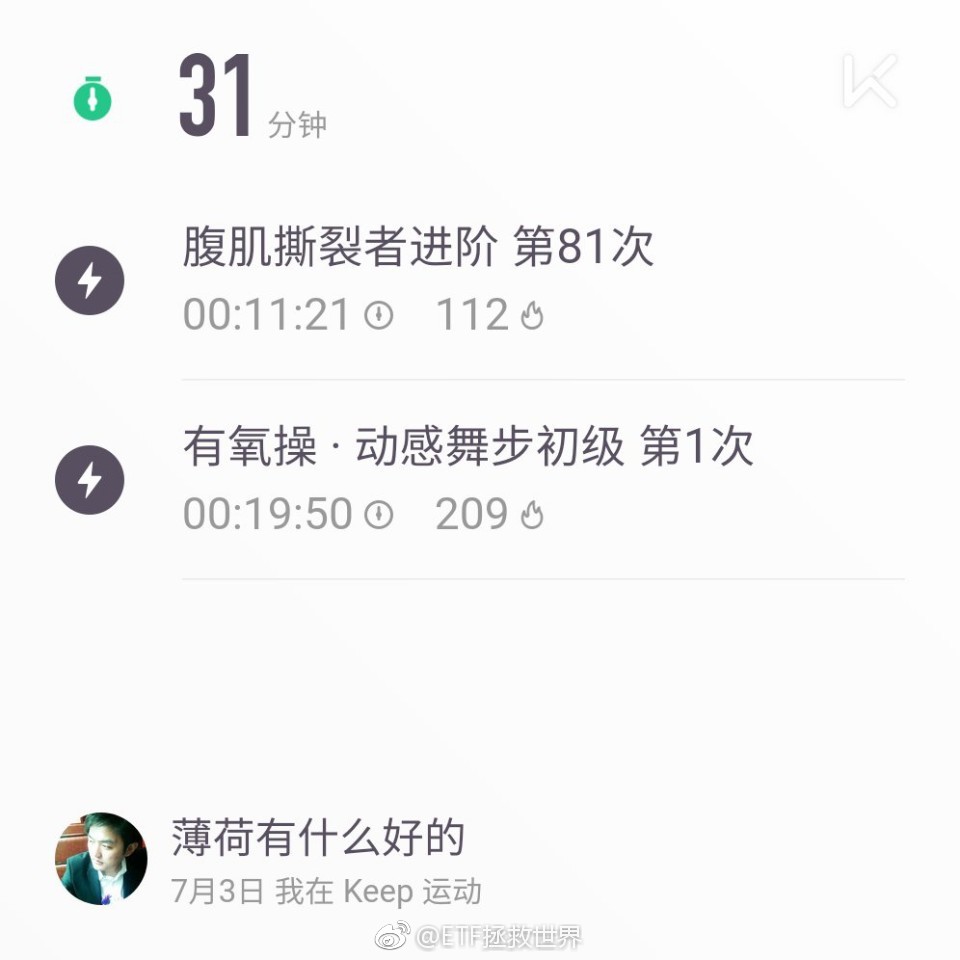 31 分钟
腹肌撕裂者进阶 第81次
00:11:21 112
有氧操 · 动感舞步初级 第1次
00:19:50 209
薄荷有什么好的
7月3日 我在 Keep 运动
@ETF拯救世界